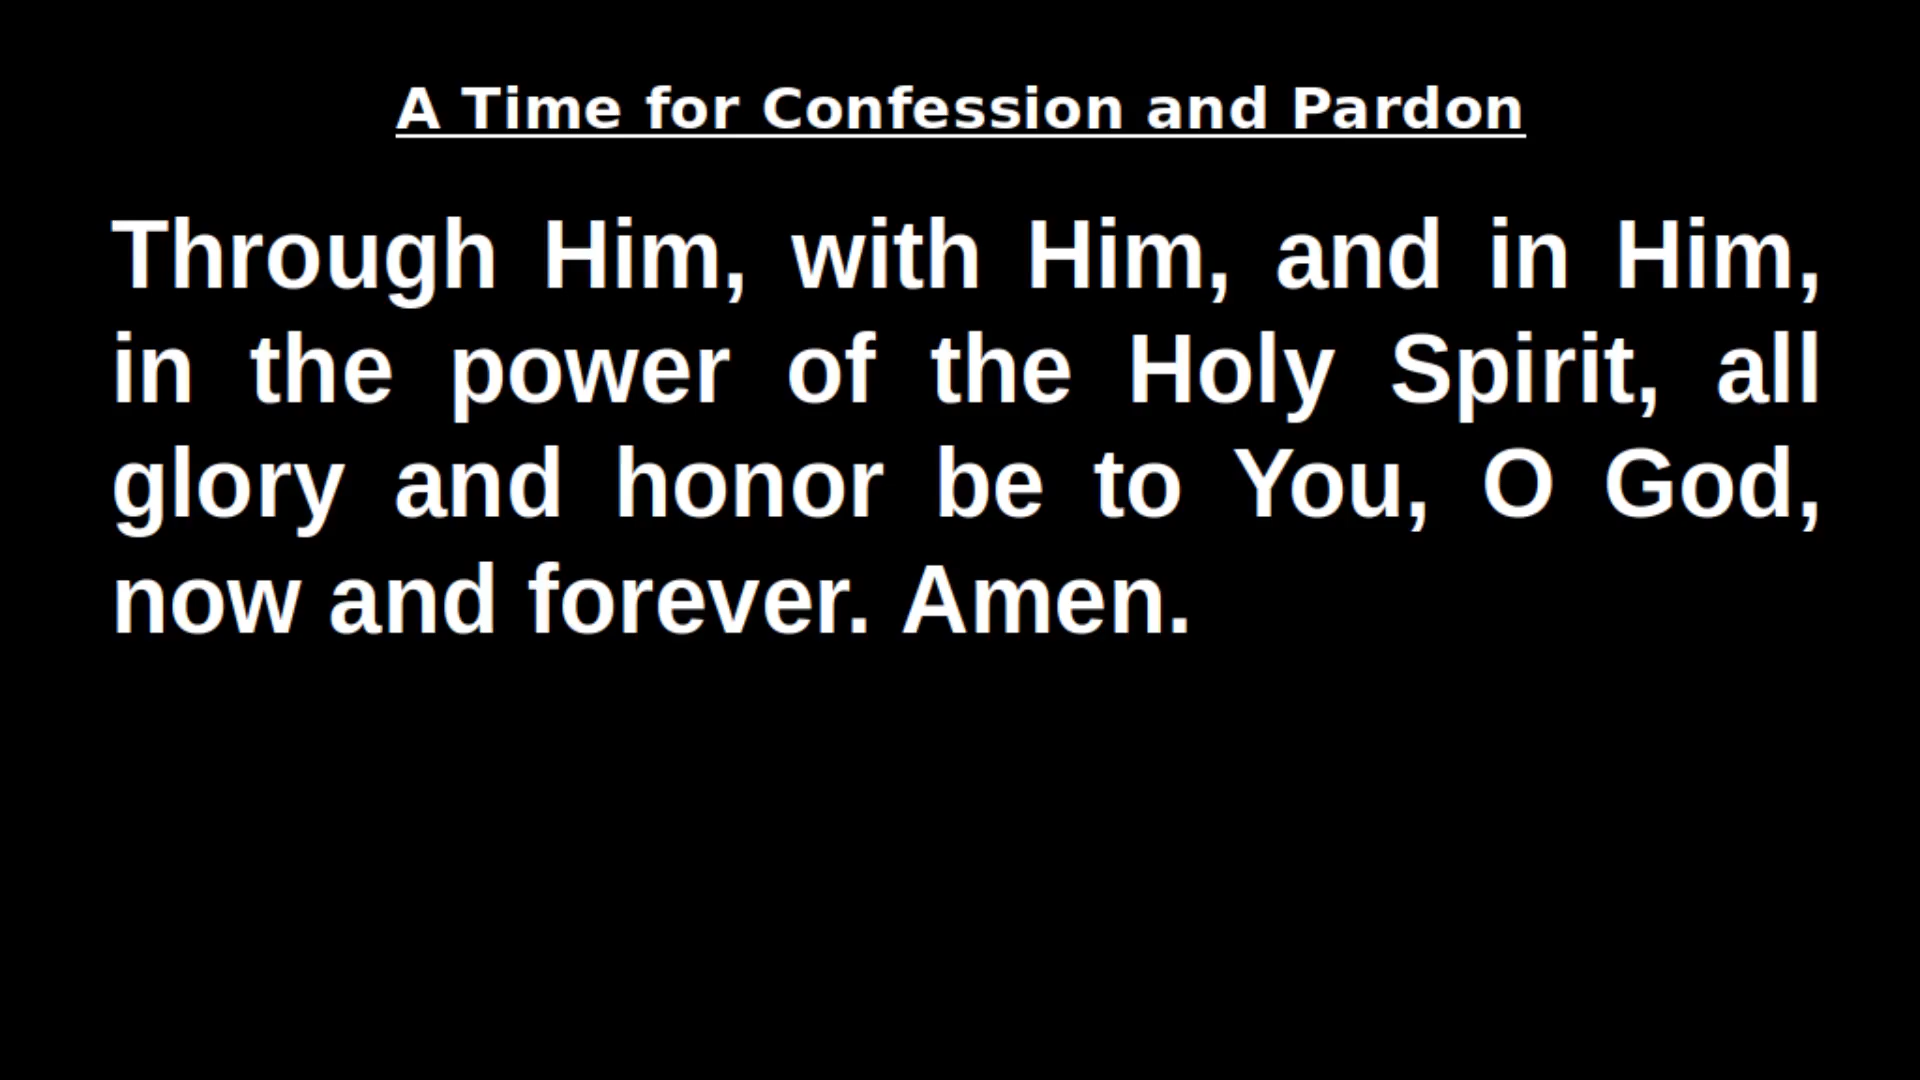 A Time for Confession and Pardon
Through Him, with Him, and in Him,
in the power of the Holy Spirit, all
glory and honor be to You, O God,
now and forever. Amen.